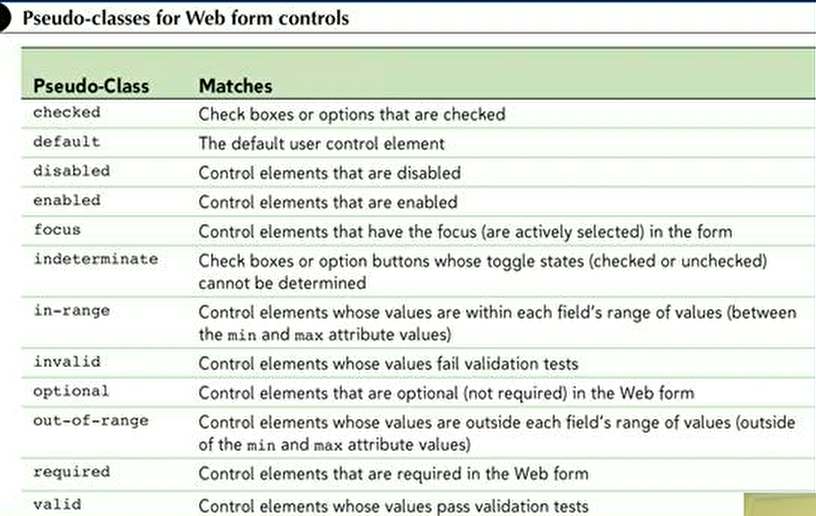 Pseudo-classes for Web form controls
Pseudo-Class Matches
checked Check boxes or options that are checked
default The default user control element
disabled Control elements that are disabled
enabled Control elements that are enabled
focus Control elements that have the focus (are actively selected) in the form
indeterminate Check boxes or option buttons whose toggle states (checked or unchecked)
cannot be determined
in-range Control elements whose values are within each field's range of values (between
the min and max attribute values)
invalid Control elements whose values fail validation tests
optional Control elements that are optional (not required) in the Web form
out-of-range Control elements whose values are outside each field's range of values (outside
of the min and max attribute values)
required Control elements that are required in the Web form
valid Control elements whose values pass validation tests